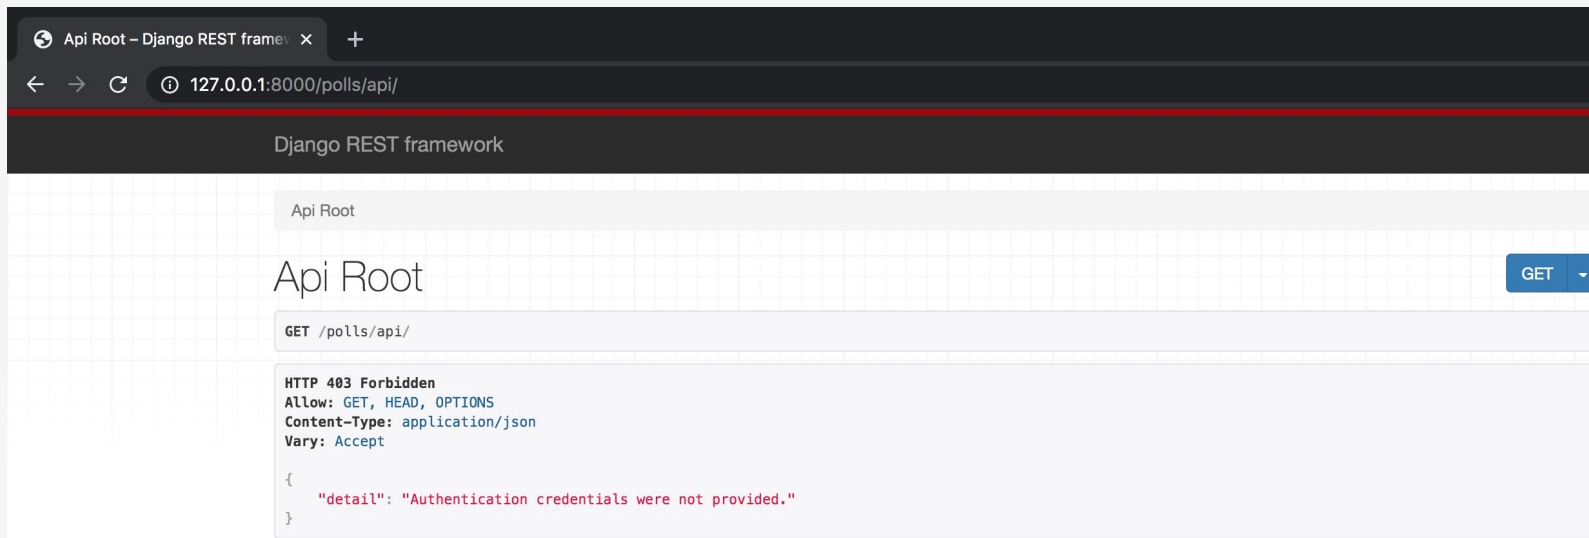 Api Root – Django REST framew
127.0.0.1:8000/polls/api/
Django REST framework
Api Root
Api Root
GET
GET /polls/api/
HTTP 403 Forbidden
Allow: GET, HEAD, OPTIONS
Content-Type: application/json
Vary: Accept
{
"detail": "Authentication credentials were not provided."
}